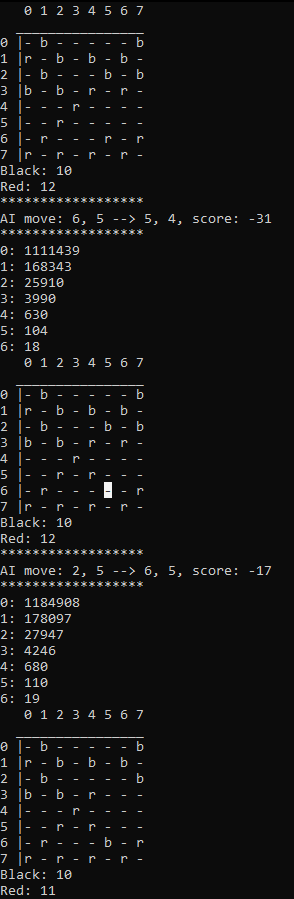 0 1 2 3 4 5 6 7
  ________________
0 |- b - - - - - b
1 |r - b - b - b -
2 |- b - - - b - b
3 |b - b - r - r -
4 |- - - r - - - -
5 |- - r - - - - -
6 |- r - - - r - r
7 |r - r - r - r -
Black: 10
Red: 12
******************
AI move: 6, 5 --> 5, 4, score: -31
******************
0: 1111439
1: 168343
2: 25910
3: 3990
4: 630
5: 104
6: 18
   0 1 2 3 4 5 6 7
  ________________
0 |- b - - - - - b
1 |r - b - b - b -
2 |- b - - - b - b
3 |b - b - r - r -
4 |- - - r - - - -
5 |- - r - r - - -
6 |- r - - - - - r
7 |r - r - r - r -
Black: 10
Red: 12
******************
AI move: 2, 5 --> 6, 5, score: -17
******************
0: 1184908
1: 178097
2: 27947
3: 4246
4: 680
5: 110
6: 19
   0 1 2 3 4 5 6 7
  ________________
0 |- b - - - - - b
1 |r - b - b - b -
2 |- b - - - - - b
3 |b - b - r - - -
4 |- - - r - - - -
5 |- - r - r - - -
6 |- r - - - b - r
7 |r - r - r - r -
Black: 10
Red: 11